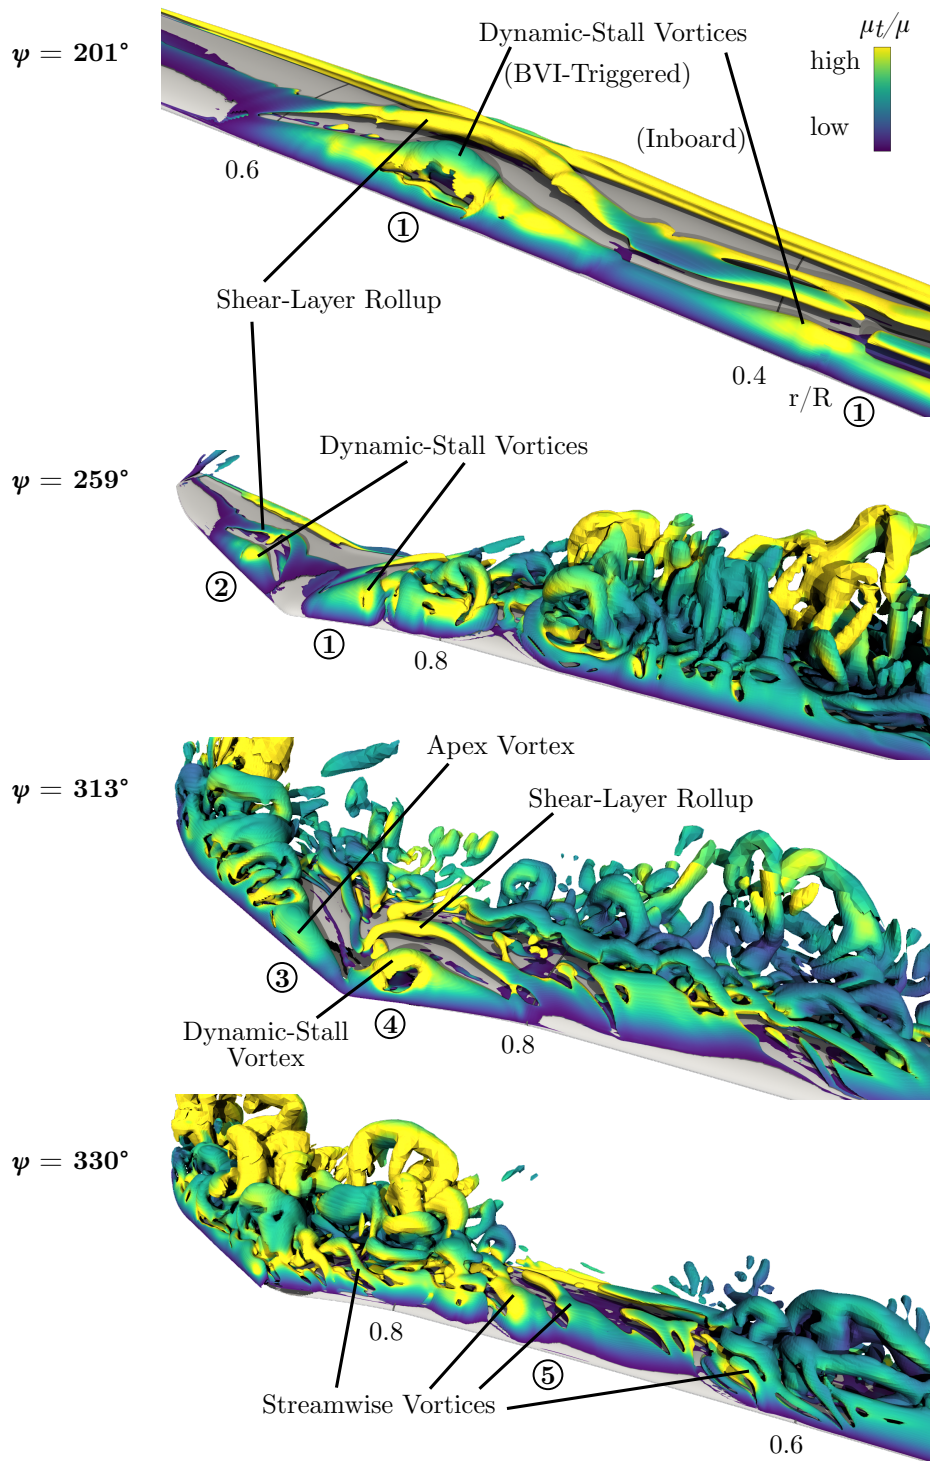 ψ = 201°
Dynamic-Stall Vortices
(BVI-Triggered)
(Inboard)
μt/μ
high
low
0.6
①
Shear-Layer Rollup
0.4
r/R
①
ψ = 259°
Dynamic-Stall Vortices
②
①
0.8
ψ = 313°
Apex Vortex
Shear-Layer Rollup
③
④
Dynamic-Stall
Vortex
0.8
ψ = 330°
0.8
⑤
Streamwise Vortices
0.6